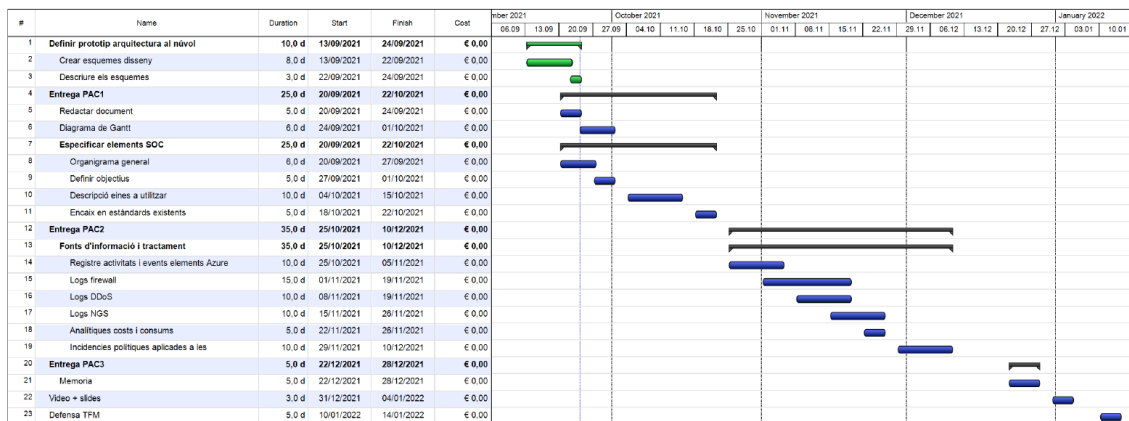 # Name Duration Start Finish Cost mber 2021 October 2021 November 2021 December 2021 January 2022
06.09 13.09 20.09 27.09 04.10 11.10 18.10 25.10 01.11 08.11 15.11 22.11 29.11 06.12 13.12 20.12 27.12 03.01 10.01
1 Definir prototip arquitectura al núvol 10,0 d 13/09/2021 24/09/2021 € 0,00
2 Crear esquemes disseny 8,0 d 13/09/2021 22/09/2021 € 0,00
3 Descriure els esquemes 3,0 d 22/09/2021 24/09/2021 € 0,00
4 Entrega PAC1 25,0 d 20/09/2021 22/10/2021 € 0,00
5 Redactar document 5,0 d 20/09/2021 24/09/2021 € 0,00
6 Diagrama de Gantt 6,0 d 24/09/2021 01/10/2021 € 0,00
7 Especificar elements SOC 25,0 d 20/09/2021 22/10/2021 € 0,00
8 Organigrama general 6,0 d 20/09/2021 27/09/2021 € 0,00
9 Definir objectius 5,0 d 27/09/2021 01/10/2021 € 0,00
10 Descripció eines a utilitzar 10,0 d 04/10/2021 15/10/2021 € 0,00
11 Encaix en estàndards existents 5,0 d 18/10/2021 22/10/2021 € 0,00
12 Entrega PAC2 35,0 d 25/10/2021 10/12/2021 € 0,00
13 Fonts d'informació i tractament 35,0 d 25/10/2021 10/12/2021 € 0,00
14 Registre activitats i events elements Azure 10,0 d 25/10/2021 05/11/2021 € 0,00
15 Logs firewall 15,0 d 01/11/2021 19/11/2021 € 0,00
16 Logs DDoS 10,0 d 08/11/2021 19/11/2021 € 0,00
17 Logs NGS 10,0 d 15/11/2021 26/11/2021 € 0,00
18 Analítiques costs i consums 5,0 d 22/11/2021 26/11/2021 € 0,00
19 Incidencies polítiques aplicades a les 10,0 d 29/11/2021 10/12/2021 € 0,00
20 Entrega PAC3 5,0 d 22/12/2021 28/12/2021 € 0,00
21 Memoria 5,0 d 22/12/2021 28/12/2021 € 0,00
22 Video + slides 3,0 d 31/12/2021 04/01/2022 € 0,00
23 Defensa TFM 5,0 d 10/01/2022 14/01/2022 € 0,00